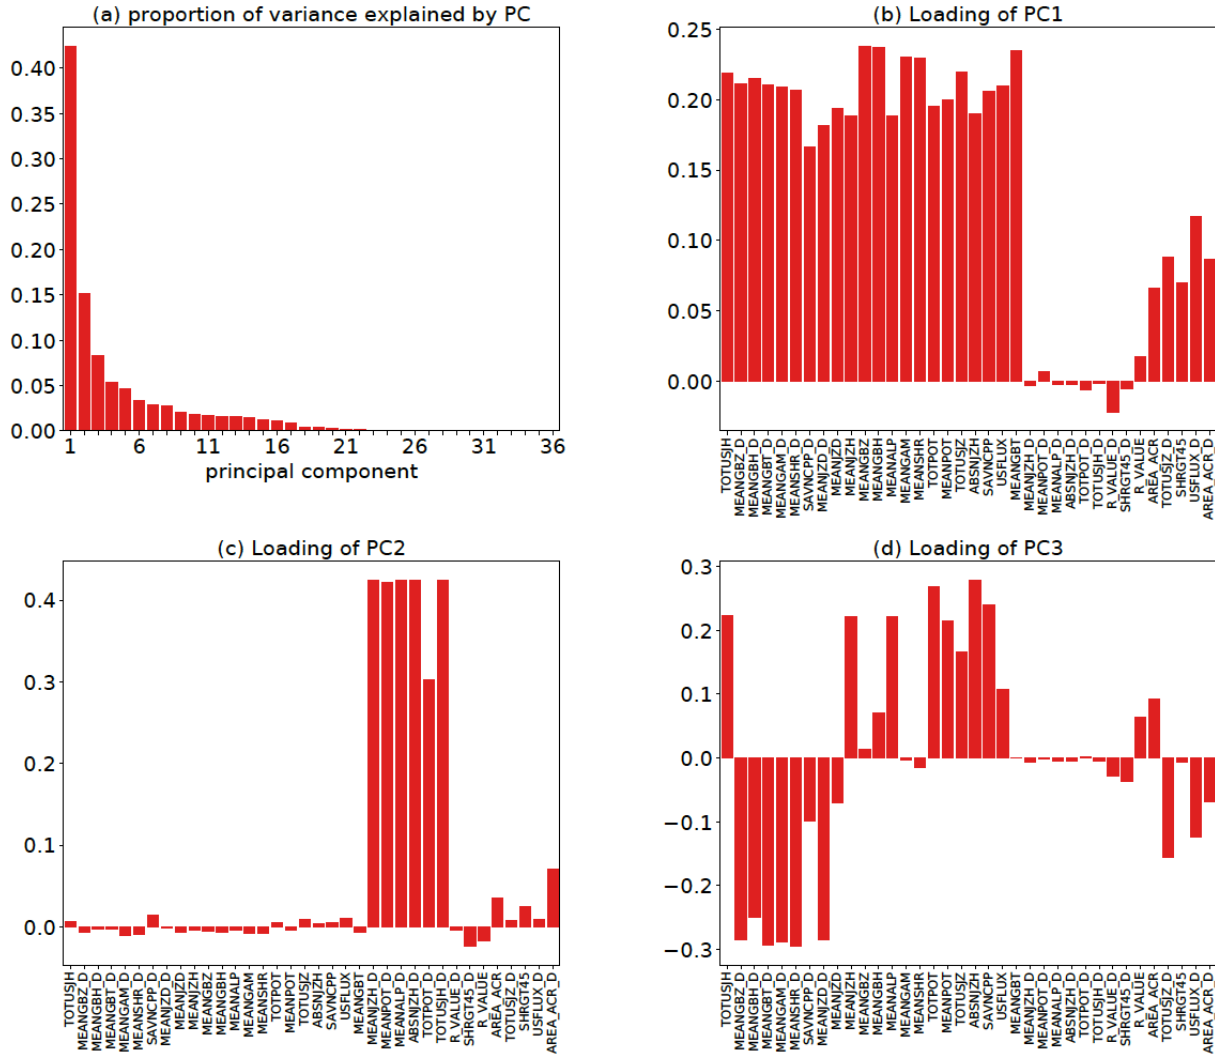 (a) proportion of variance explained by PC
0.40
0.35
0.30
0.25
0.20
0.15
0.10
0.05
0.00
1 6 11 16 21 26 31 36
principal component
(b) Loading of PC1
0.25
0.20
0.15
0.10
0.05
0.00
TOTUSJH
MEANGBZ_D
MEANGBH_D
MEANGBT_D
MEANGAM_D
MEANSHR_D
SAVNCPP_D
MEANJZD_D
MEANJZD
MEANJZH
MEANGBZ
MEANGBH
MEANALP
MEANGAM
MEANSHR
TOTPOT
MEANPOT
TOTUSJZ
ABSNJZH
SAVNCPP
USFLUX
MEANGBT
MEANJZH_D
MEANPOT_D
MEANALP_D
ABSNJZH_D
TOTPOT_D
TOTUSJH_D
R_VALUE_D
SHRGT45_D
R_VALUE
AREA_ACR
TOTUSJZ_D
SHRGT45
USFLUX_D
AREA_ACR_D
(c) Loading of PC2
0.4
0.3
0.2
0.1
0.0
TOTUSJH
MEANGBZ_D
MEANGBH_D
MEANGBT_D
MEANGAM_D
MEANSHR_D
SAVNCPP_D
MEANJZD_D
MEANJZD
MEANJZH
MEANGBZ
MEANGBH
MEANALP
MEANGAM
MEANSHR
TOTPOT
MEANPOT
TOTUSJZ
ABSNJZH
SAVNCPP
USFLUX
MEANGBT
MEANJZH_D
MEANPOT_D
MEANALP_D
ABSNJZH_D
TOTPOT_D
TOTUSJH_D
R_VALUE_D
SHRGT45_D
R_VALUE
AREA_ACR
TOTUSJZ_D
SHRGT45
USFLUX_D
AREA_ACR_D
(d) Loading of PC3
0.3
0.2
0.1
0.0
−0.1
−0.2
−0.3
TOTUSJH
MEANGBZ_D
MEANGBH_D
MEANGBT_D
MEANGAM_D
MEANSHR_D
SAVNCPP_D
MEANJZD_D
MEANJZD
MEANJZH
MEANGBZ
MEANGBH
MEANALP
MEANGAM
MEANSHR
TOTPOT
MEANPOT
TOTUSJZ
ABSNJZH
SAVNCPP
USFLUX
MEANGBT
MEANJZH_D
MEANPOT_D
MEANALP_D
ABSNJZH_D
TOTPOT_D
TOTUSJH_D
R_VALUE_D
SHRGT45_D
R_VALUE
AREA_ACR
TOTUSJZ_D
SHRGT45
USFLUX_D
AREA_ACR_D